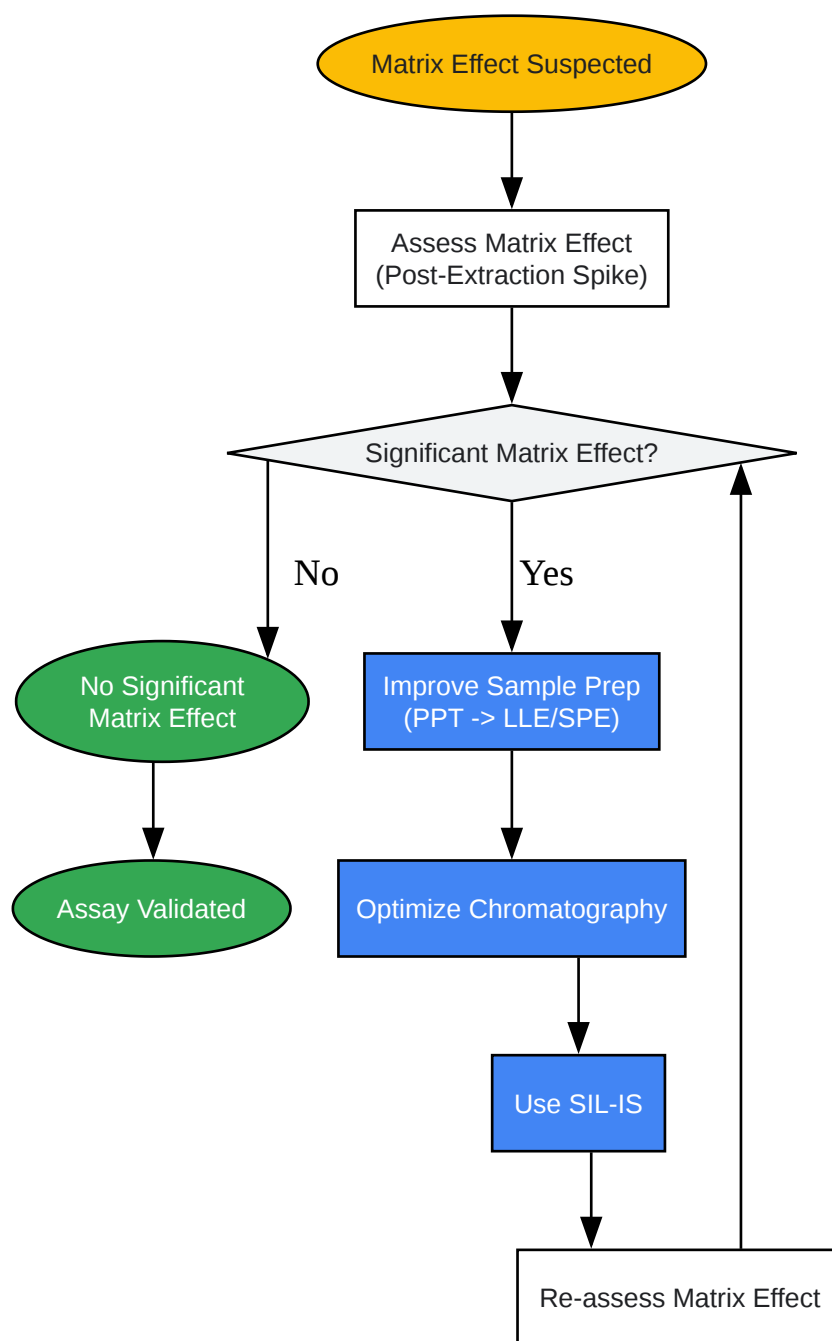 Matrix Effect Suspected
Assess Matrix Effect
(Post-Extraction Spike)
Significant Matrix Effect?
No
Yes
No Significant
Matrix Effect
Improve Sample Prep
(PPT -> LLE/SPE)
Assay Validated
Optimize Chromatography
Use SIL-IS
Re-assess Matrix Effect